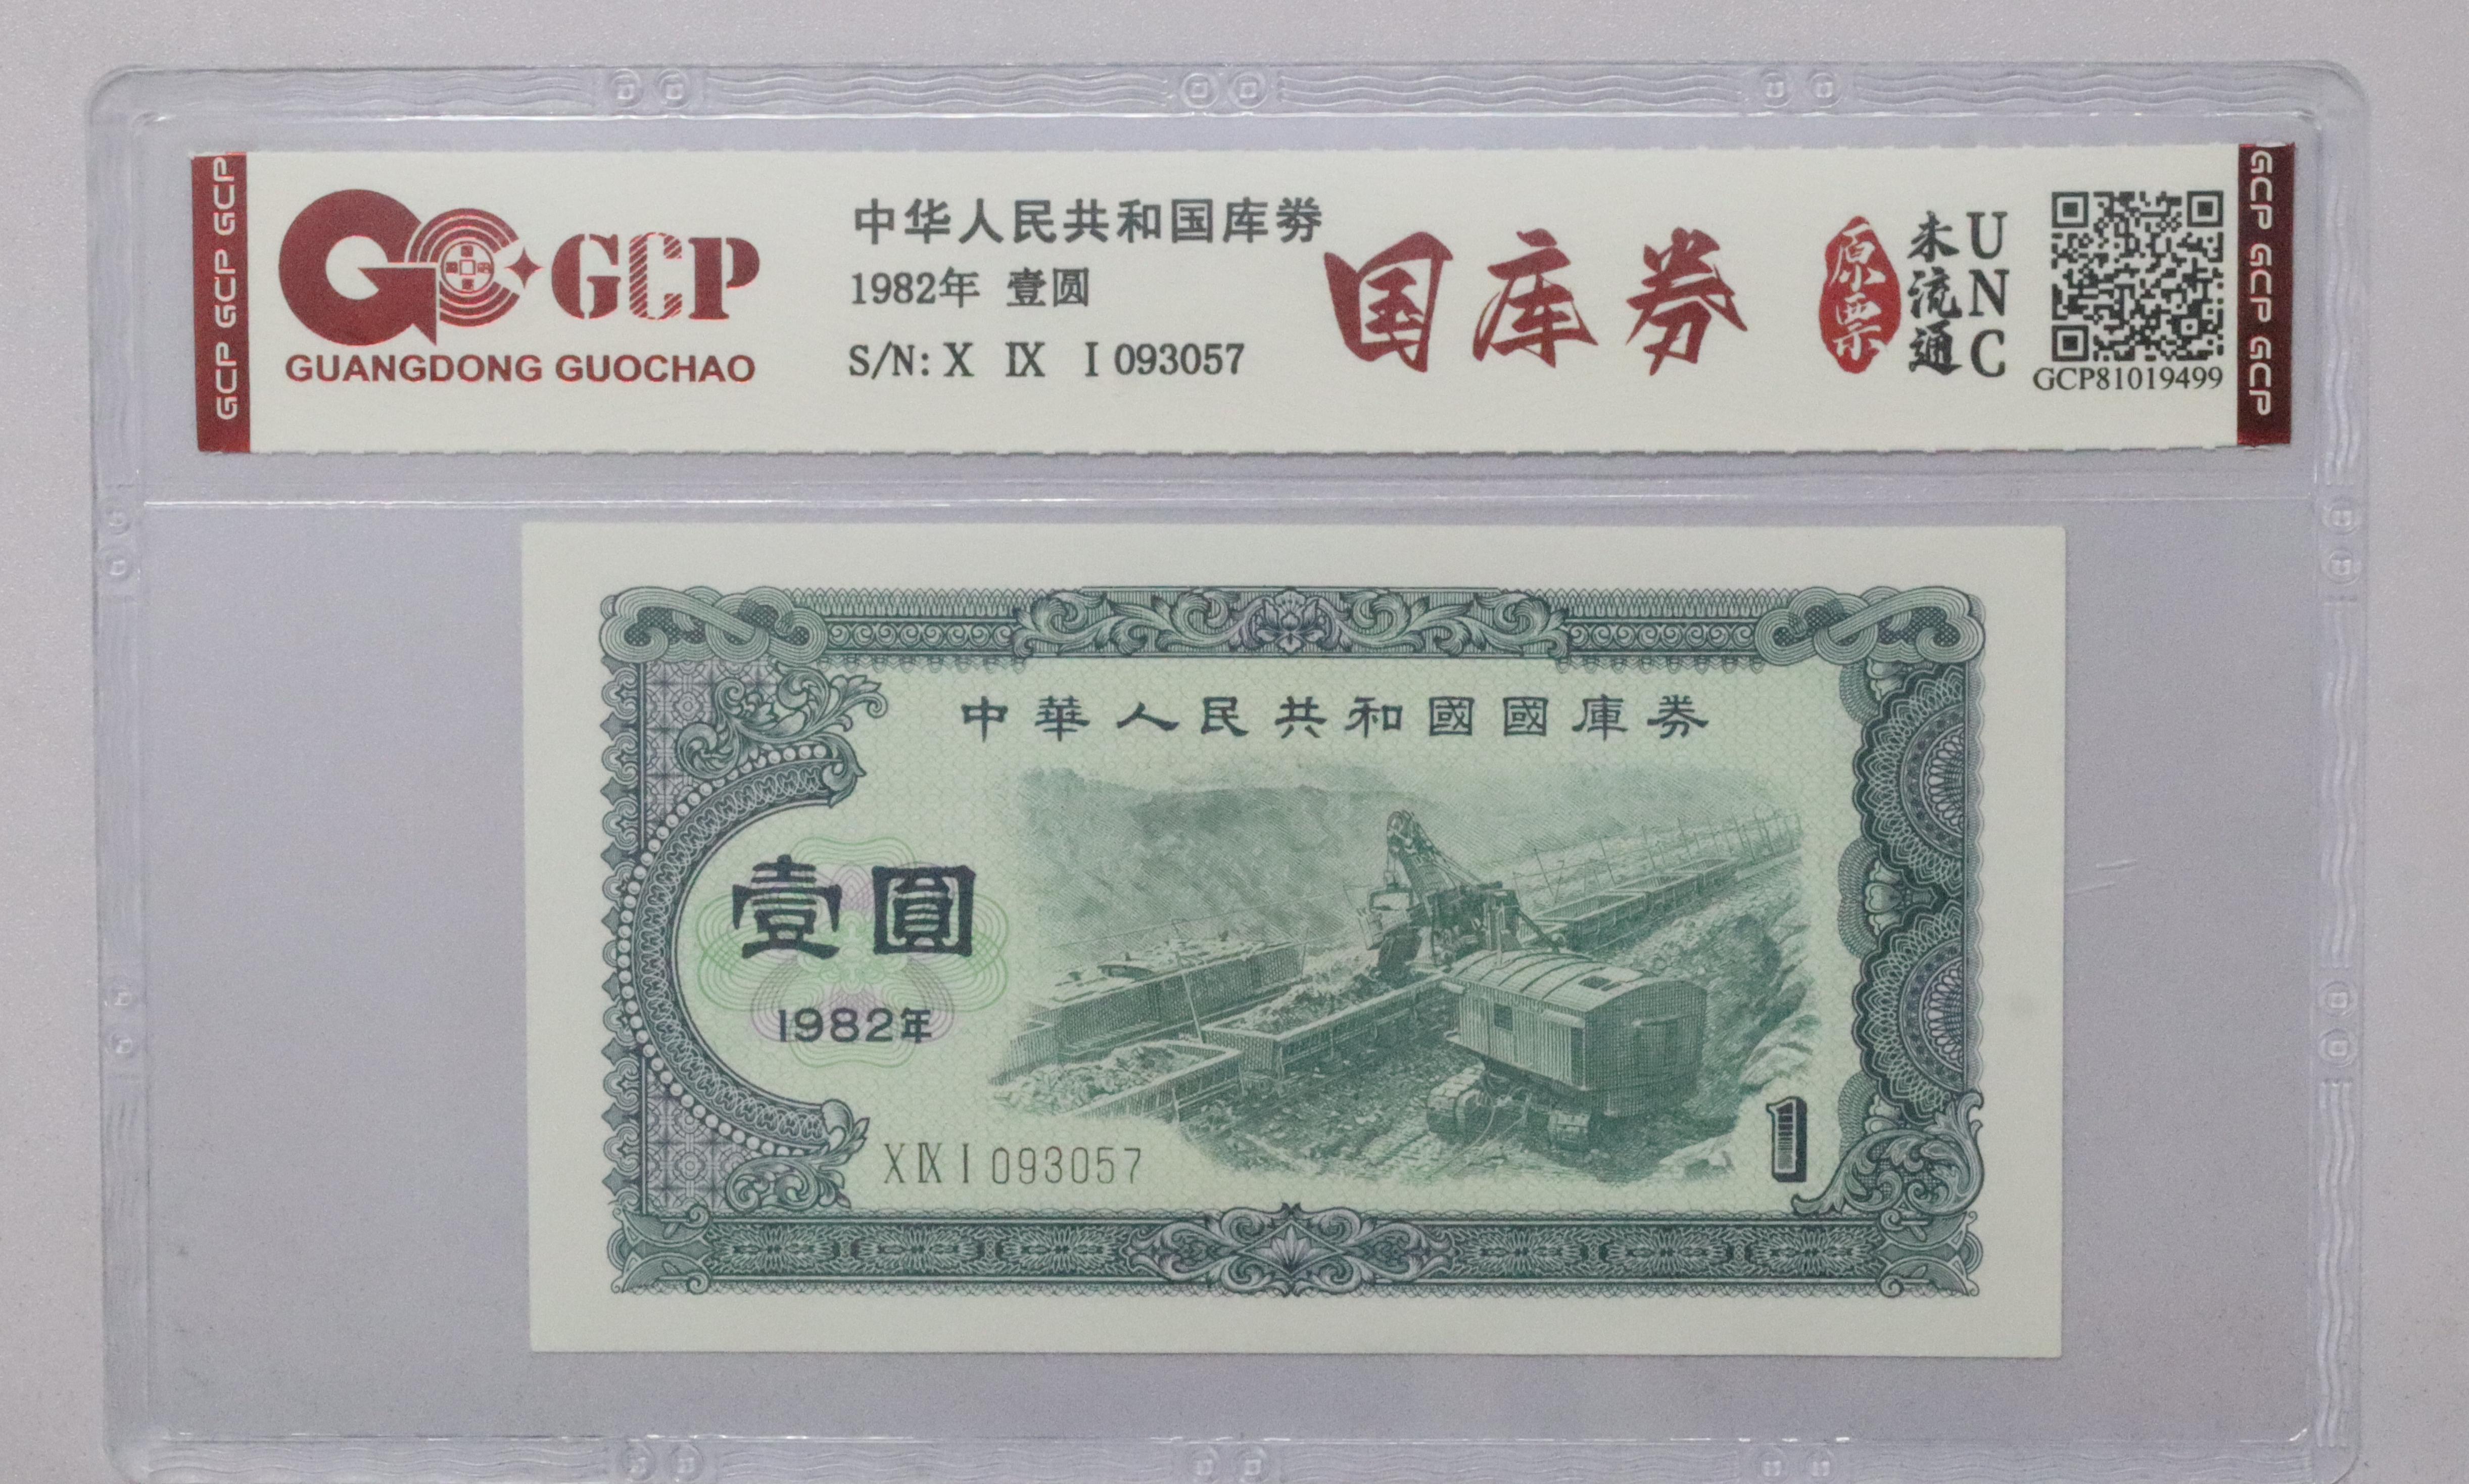 GCP GCP GCP
GCP
GUANGDONG GUOCHAO
中华人民共和国库券
1982年 壹圆
S/N: X IX I 093057
国库券
原票
未流通
UNC
GCP81019499
GCP GCP GCP
中華人民共和國國庫券
壹圓
1982年
X IX I 093057
1